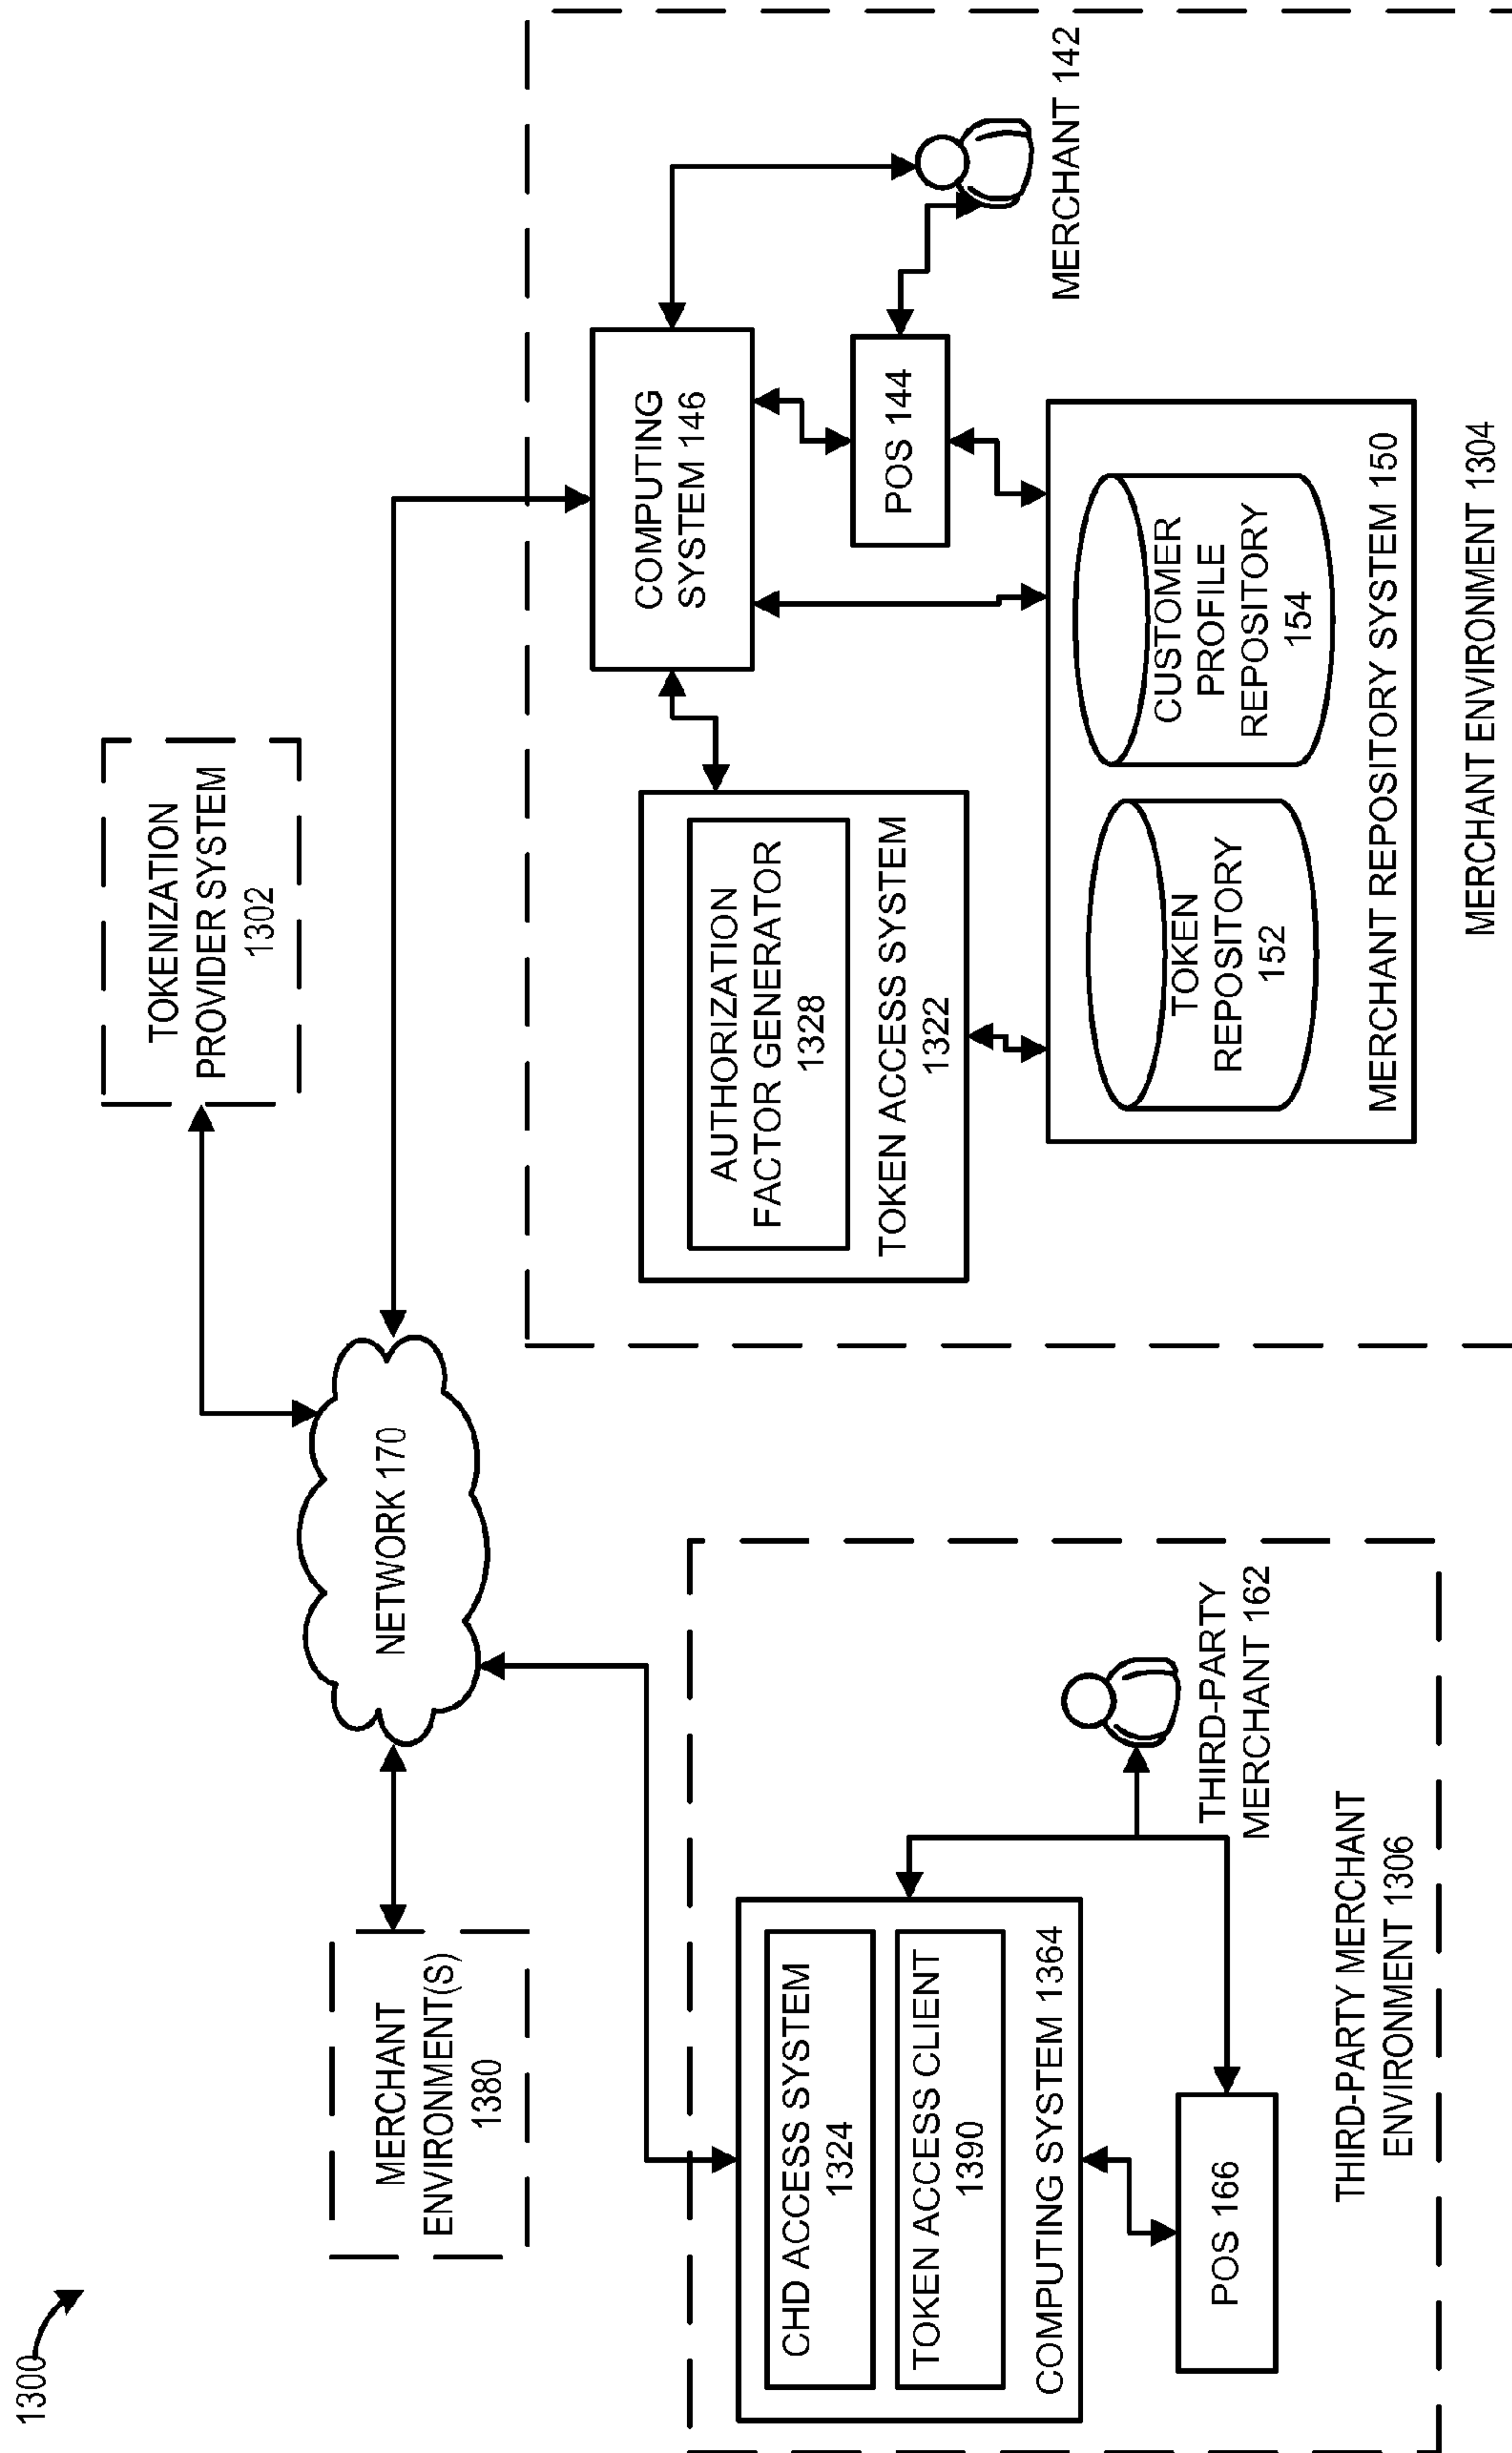 1300
TOKENIZATION
PROVIDER SYSTEM
1302
MERCHANT
ENVIRONMENT(S)
1380
NETWORK 170
CHD ACCESS SYSTEM
1324
TOKEN ACCESS CLIENT
1390
COMPUTING SYSTEM 1364
POS 166
THIRD-PARTY
MERCHANT 162
THIRD-PARTY MERCHANT
ENVIRONMENT 1306
COMPUTING
SYSTEM 146
AUTHORIZATION
FACTOR GENERATOR
1328
TOKEN ACCESS SYSTEM
1322
POS 144
MERCHANT 142
TOKEN
REPOSITORY
152
CUSTOMER
PROFILE
REPOSITORY
154
MERCHANT REPOSITORY SYSTEM 150
MERCHANT ENVIRONMENT 1304